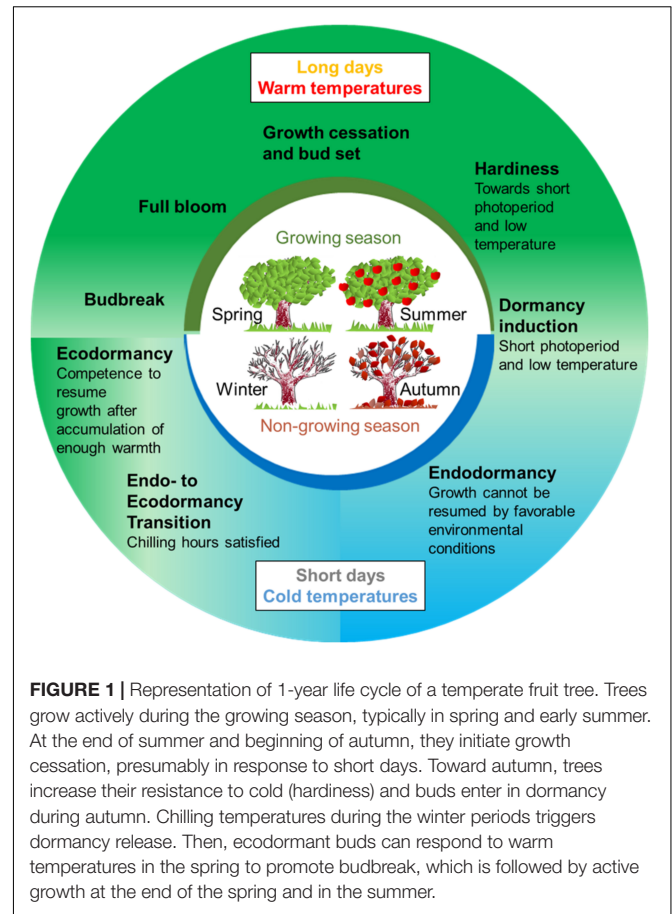 Long days
Warm temperatures
Growth cessation
and bud set
Hardiness
Towards short
photoperiod
and low
temperature
Full bloom
Growing season
Budbreak
Spring
Summer
Dormancy
induction
Short photoperiod
and low temperature
Ecodormancy
Competence to
resume
growth after
accumulation of
enough warmth
Winter
Autumn
Non-growing season
Endo- to
Ecodormancy
Transition
Chilling hours satisfied
Endodormancy
Growth cannot be
resumed by favorable
environmental
conditions
Short days
Cold temperatures
FIGURE 1 | Representation of 1-year life cycle of a temperate fruit tree. Trees
grow actively during the growing season, typically in spring and early summer.
At the end of summer and beginning of autumn, they initiate growth
cessation, presumably in response to short days. Toward autumn, trees
increase their resistance to cold (hardiness) and buds enter in dormancy
during autumn. Chilling temperatures during the winter periods triggers
dormancy release. Then, ecodormant buds can respond to warm
temperatures in the spring to promote budbreak, which is followed by active
growth at the end of the spring and in the summer.